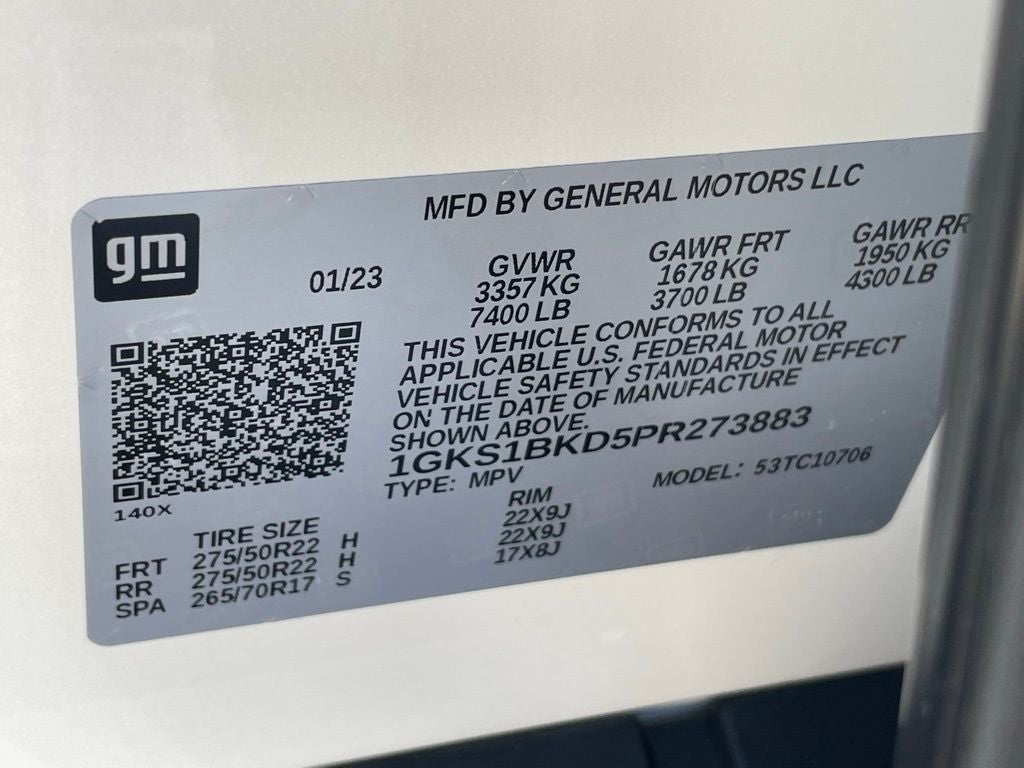 MFD BY GENERAL MOTORS LLC
gm
01/23
GVWR
3357 KG
7400 LB
GAWR FRT
1678 KG
3700 LB
GAWR RR
1950 KG
4300 LB
THIS VEHICLE CONFORMS TO ALL
APPLICABLE U.S. FEDERAL MOTOR
VEHICLE SAFETY STANDARDS IN EFFECT
ON THE DATE OF MANUFACTURE
SHOWN ABOVE.
1GKS1BKD5PR273883
TYPE: MPV MODEL: 53TC10706
140X
TIRE SIZE RIM
FRT 275/50R22 H 22X9J
RR 275/50R22 H 22X9J
SPA 265/70R17 S 17X8J